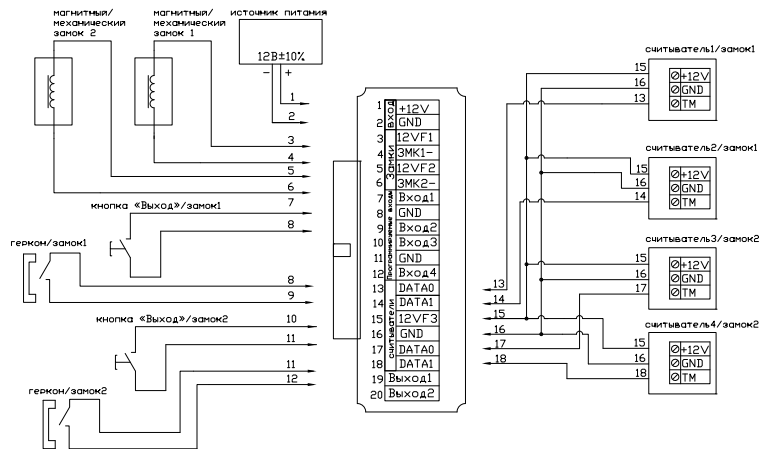 магнитный/
механический
замок 2
магнитный/
механический
замок 1
источник питания
12В±10%
− +
1
2
3
4
5
6
кнопка «Выход»/замок1
7
8
геркон/замок1
8
9
кнопка «Выход»/замок2
10
11
геркон/замок2
11
12
вход
Замки
Программируемые входы
считыватели
1 +12V
2 GND
3 12VF1
4 ЗМК1-
5 12VF2
6 ЗМК2-
7 Вход1
8 GND
9 Вход2
10 Вход3
11 GND
12 Вход4
13 DATA0
14 DATA1
15 12VF3
16 GND
17 DATA0
18 DATA1
19 Выход1
20 Выход2
13
14
15
16
17
18
считыватель1/замок1
15 +12V
16 GND
13 TM
считыватель2/замок1
15 +12V
16 GND
14 TM
считыватель3/замок2
15 +12V
16 GND
17 TM
считыватель4/замок2
15 +12V
16 GND
18 TM